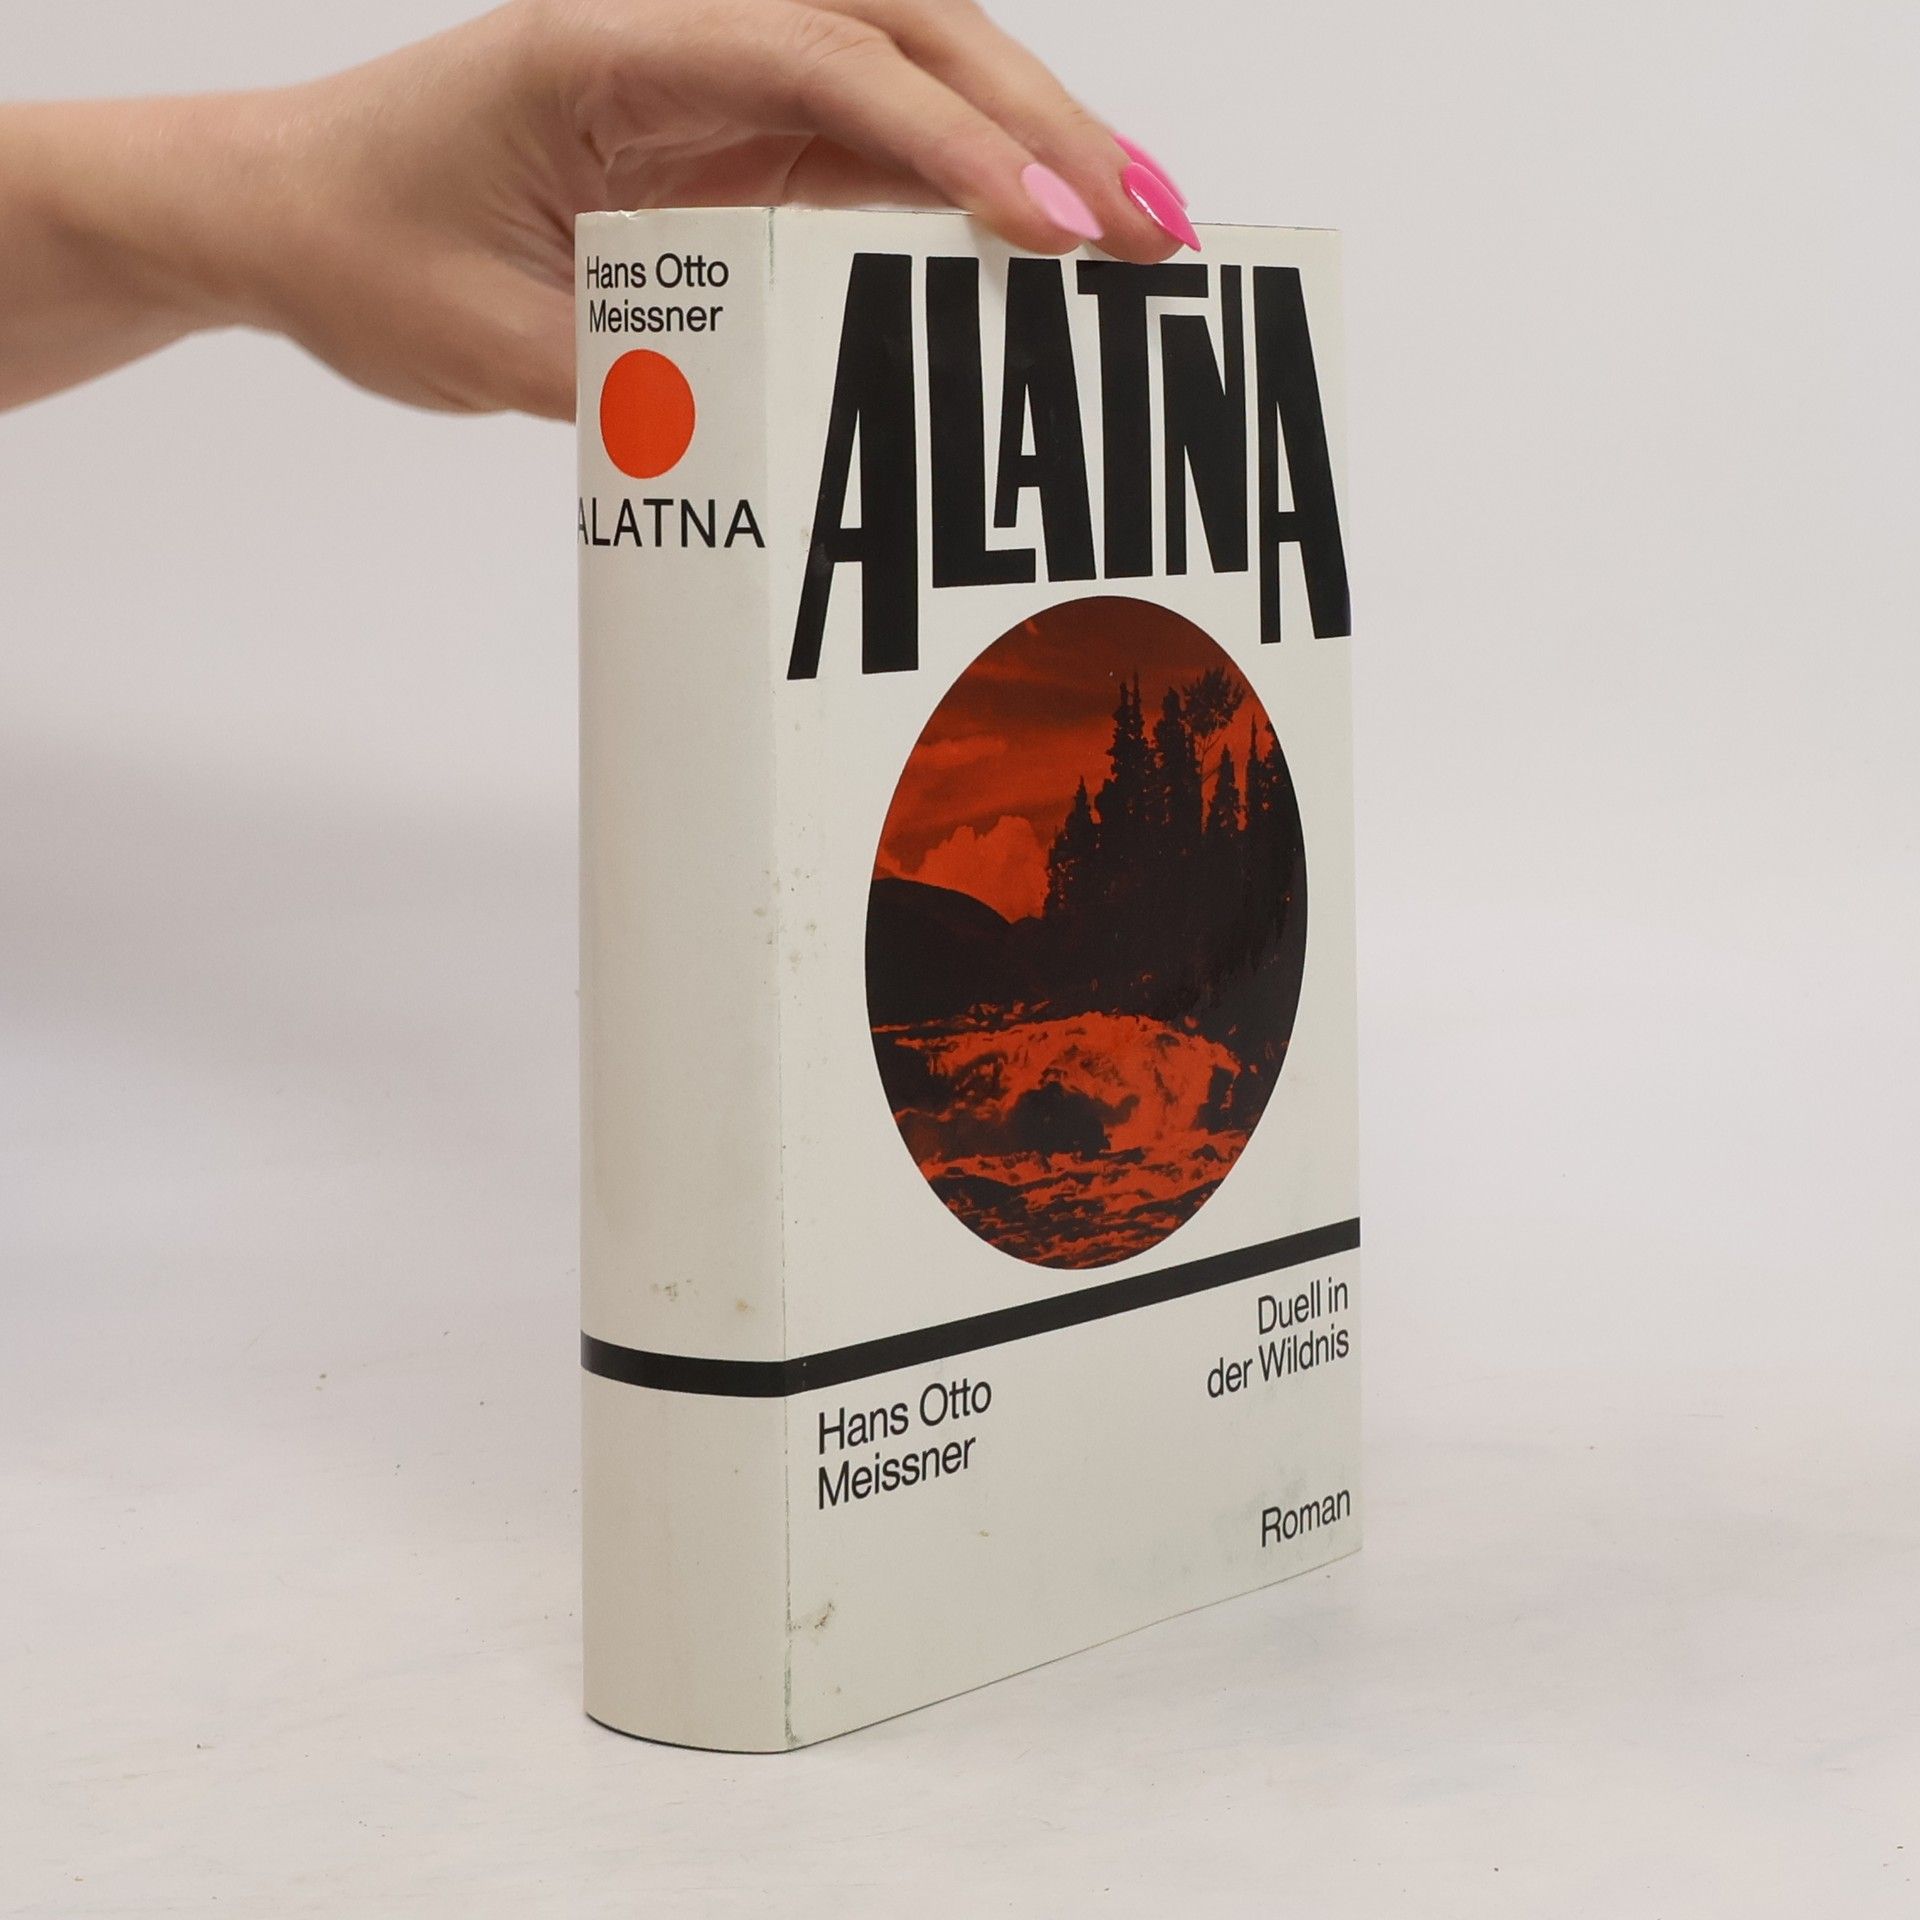 Hans Otto
Meissner
ALATNA
ALATNA
Duell in
der Wildnis
Hans Otto
Meissner
Roman